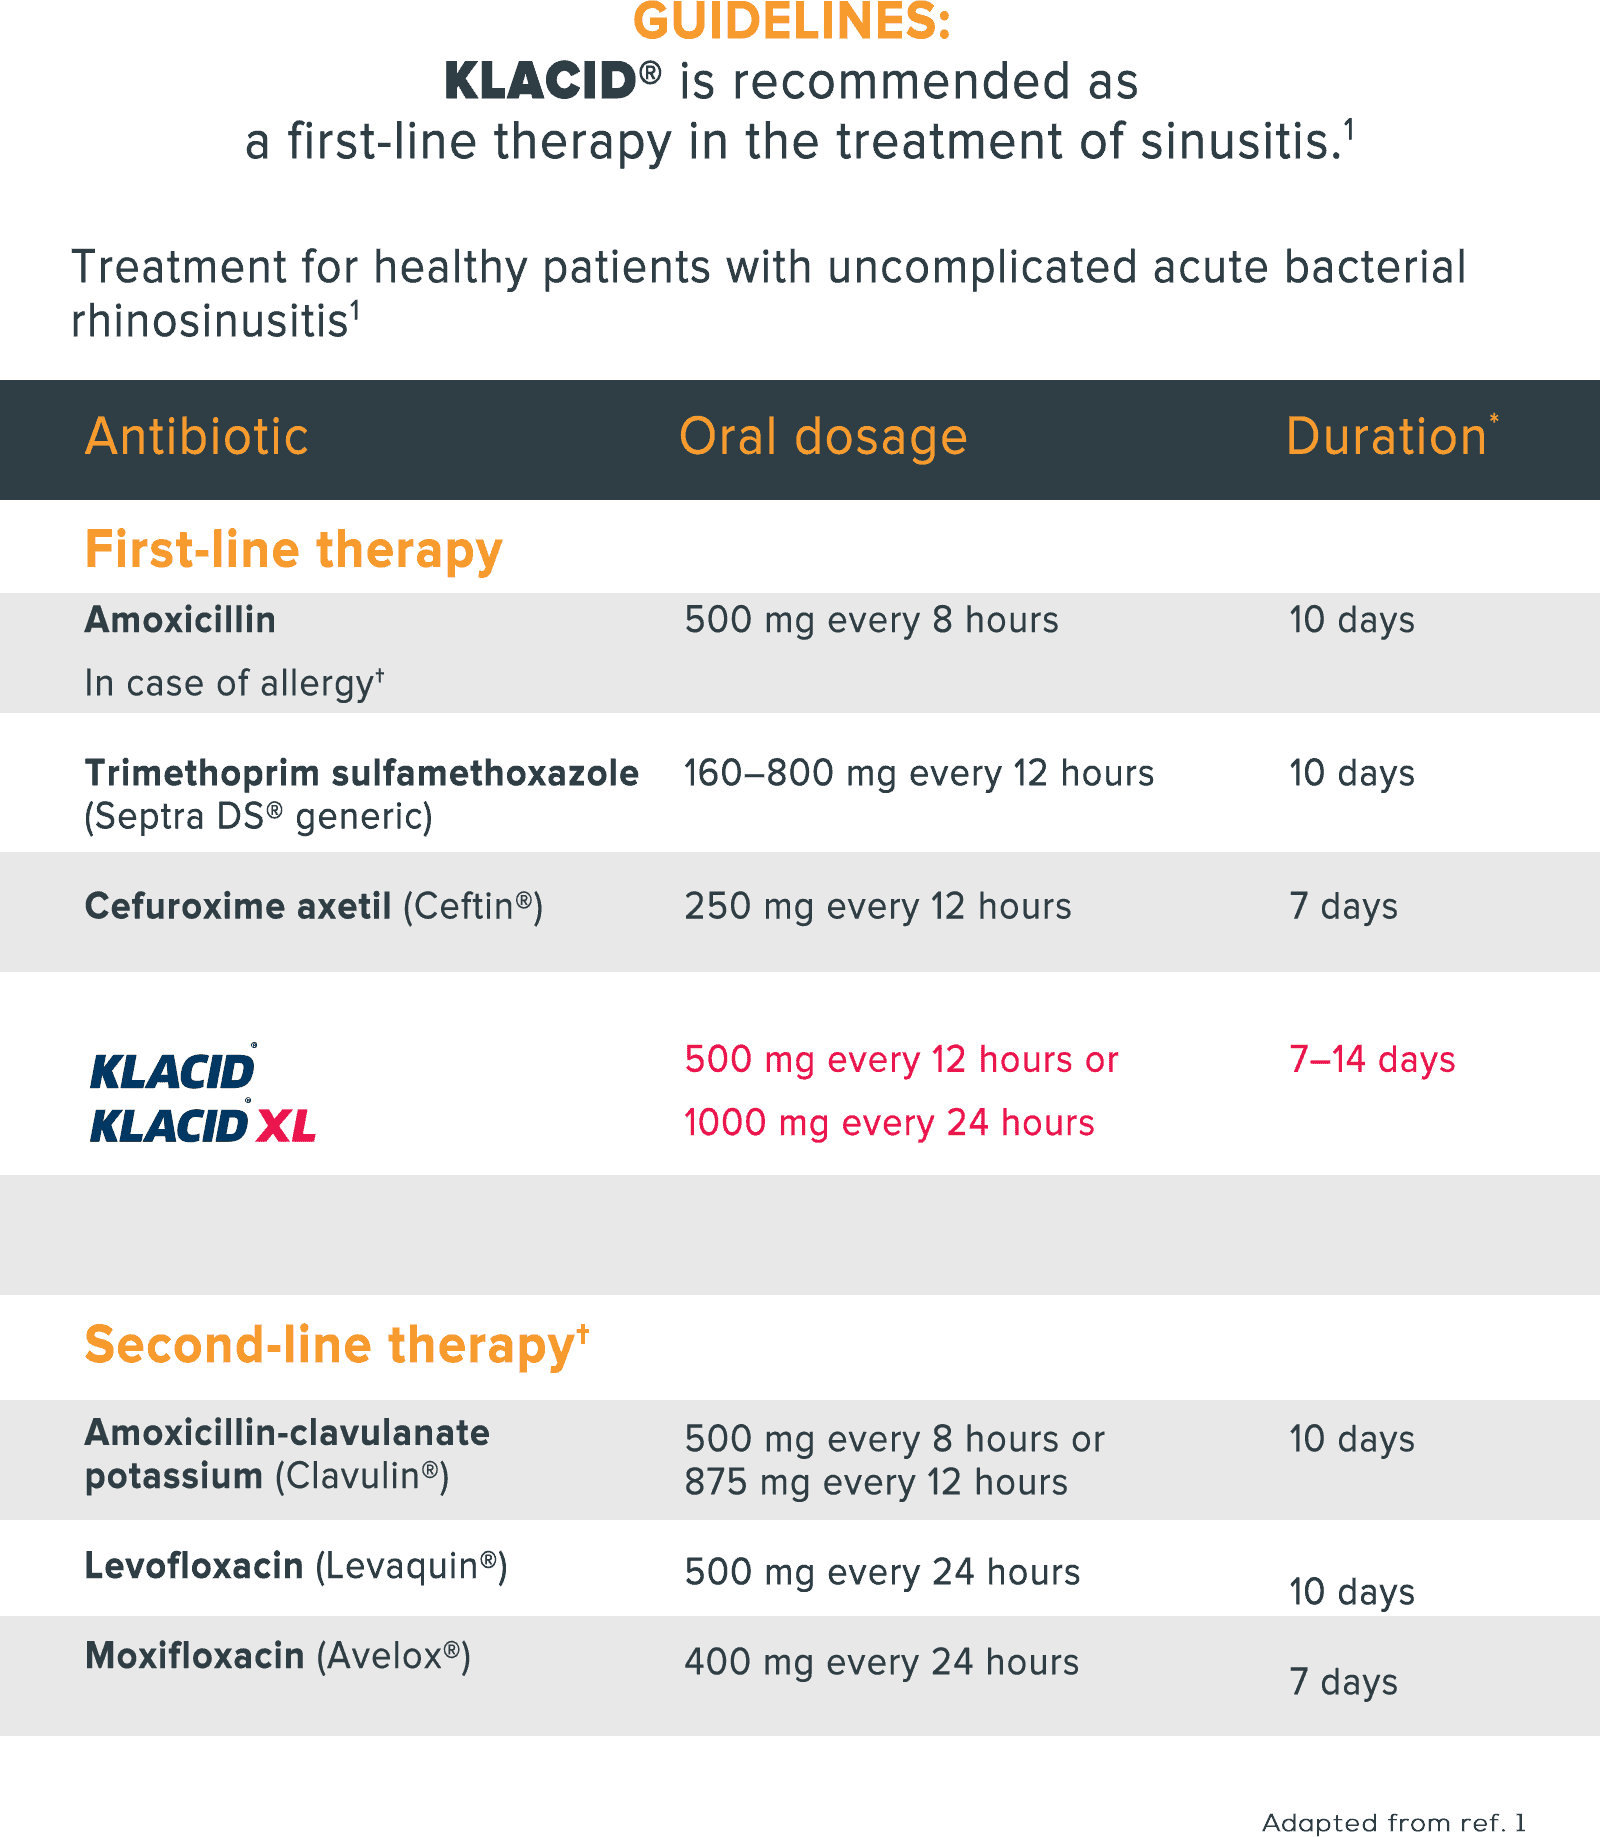 GUIDELINES:
KLACID® is recommended as
a first-line therapy in the treatment of sinusitis.¹
Treatment for healthy patients with uncomplicated acute bacterial
rhinosinusitis¹
Antibiotic Oral dosage Duration*
First-line therapy
Amoxicillin 500 mg every 8 hours 10 days
In case of allergy†
Trimethoprim sulfamethoxazole 160–800 mg every 12 hours 10 days
(Septra DS® generic)
Cefuroxime axetil (Ceftin®) 250 mg every 12 hours 7 days
KLACID® 500 mg every 12 hours or 7–14 days
KLACID® XL 1000 mg every 24 hours
Second-line therapy†
Amoxicillin-clavulanate 500 mg every 8 hours or 10 days
potassium (Clavulin®) 875 mg every 12 hours
Levofloxacin (Levaquin®) 500 mg every 24 hours 10 days
Moxifloxacin (Avelox®) 400 mg every 24 hours 7 days
Adapted from ref. 1